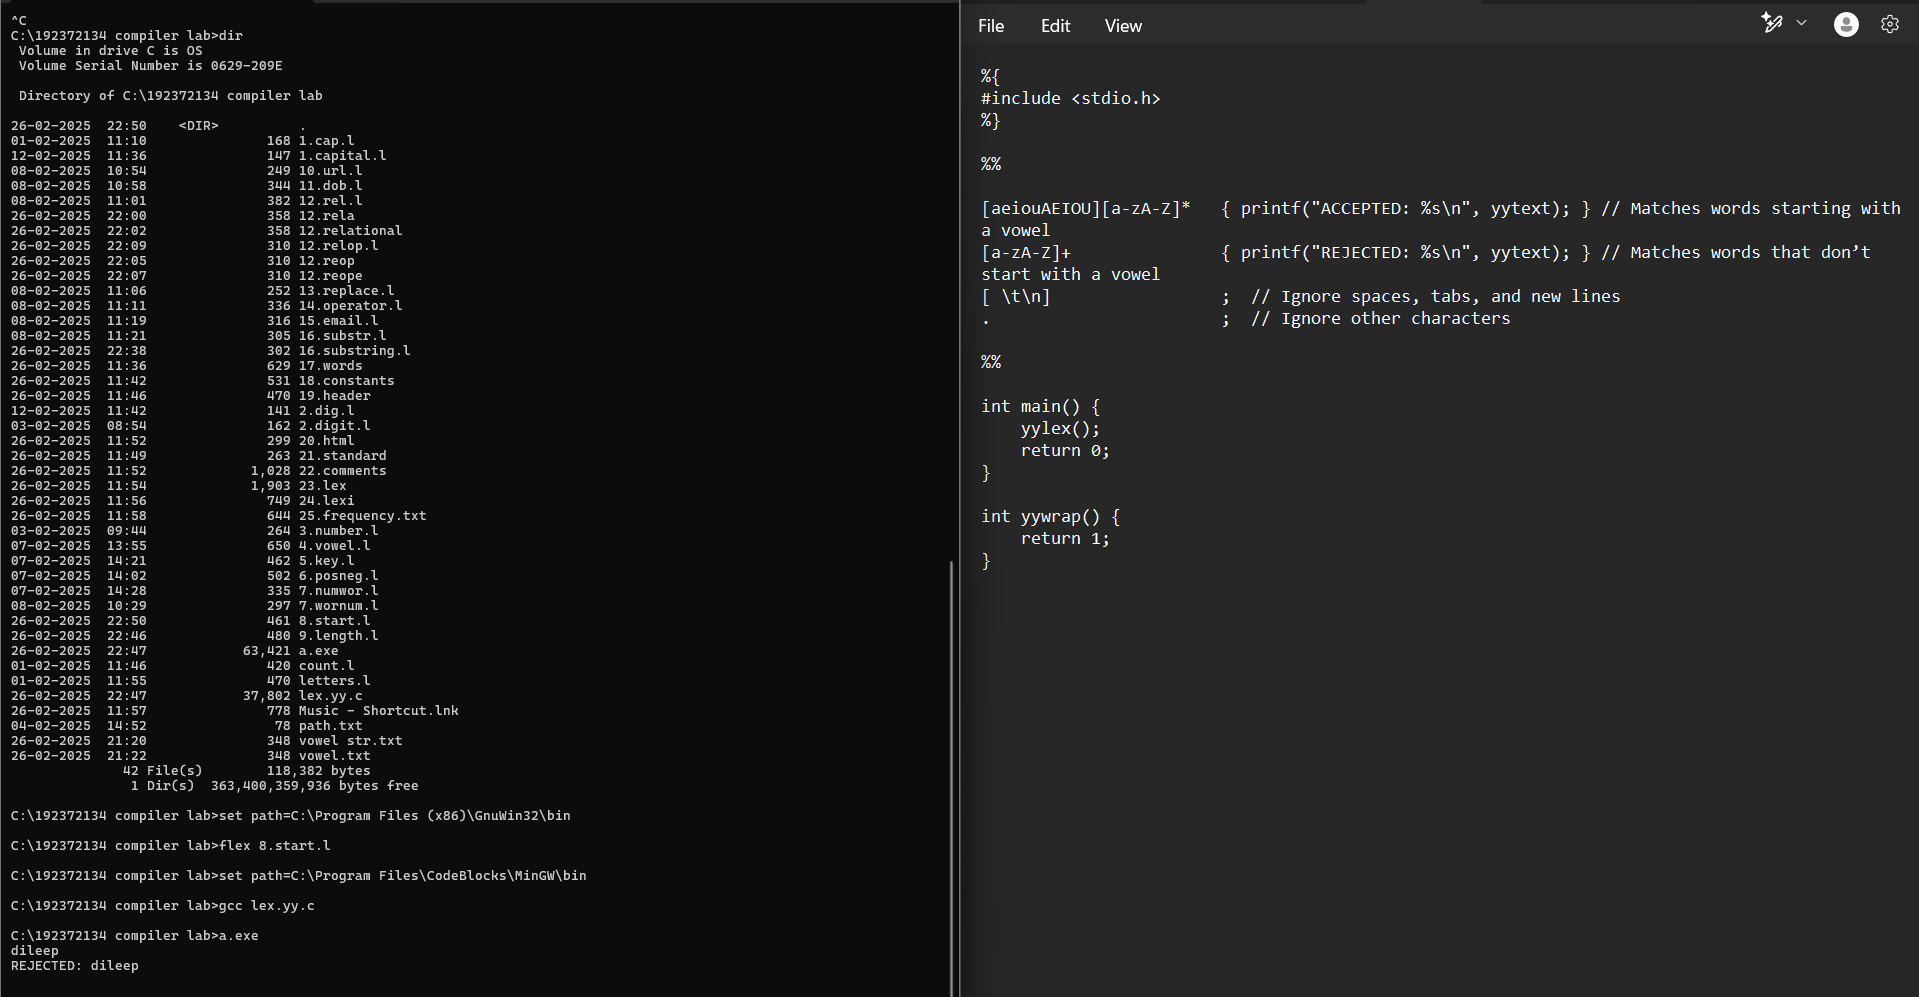 ^C
C:\192372134 compiler lab>dir
 Volume in drive C is OS
 Volume Serial Number is 0629-209E
 Directory of C:\192372134 compiler lab
26-02-2025  22:50    <DIR>          .
01-02-2025  11:10               168 1.cap.l
12-02-2025  11:36               147 1.capital.l
08-02-2025  10:54               249 10.url.l
08-02-2025  10:58               344 11.dob.l
08-02-2025  11:01               382 12.rel.l
26-02-2025  22:00               358 12.rela
26-02-2025  22:02               358 12.relational
26-02-2025  22:09               310 12.relop.l
26-02-2025  22:05               310 12.reop
26-02-2025  22:07               310 12.reope
08-02-2025  11:06               252 13.replace.l
08-02-2025  11:11               336 14.operator.l
08-02-2025  11:19               316 15.email.l
08-02-2025  11:21               305 16.substr.l
26-02-2025  22:38               302 16.substring.l
26-02-2025  11:36               629 17.words
26-02-2025  11:42               531 18.constants
26-02-2025  11:46               470 19.header
12-02-2025  11:42               141 2.dig.l
03-02-2025  08:54               162 2.digit.l
26-02-2025  11:52               299 20.html
26-02-2025  11:49               263 21.standard
26-02-2025  11:52             1,028 22.comments
26-02-2025  11:54             1,903 23.lex
26-02-2025  11:56               749 24.lexi
26-02-2025  11:58               644 25.frequency.txt
03-02-2025  09:44               264 3.number.l
07-02-2025  13:55               650 4.vowel.l
07-02-2025  14:21               462 5.key.l
07-02-2025  14:02               502 6.posneg.l
07-02-2025  14:28               335 7.numwor.l
08-02-2025  10:29               297 7.wornum.l
26-02-2025  22:50               461 8.start.l
26-02-2025  22:46               480 9.length.l
26-02-2025  22:47            63,421 a.exe
01-02-2025  11:46               420 count.l
01-02-2025  11:55               470 letters.l
26-02-2025  22:47            37,802 lex.yy.c
26-02-2025  11:57               778 Music - Shortcut.lnk
04-02-2025  14:52                78 path.txt
26-02-2025  21:20               348 vowel str.txt
26-02-2025  21:22               348 vowel.txt
              42 File(s)        118,382 bytes
               1 Dir(s)  363,400,359,936 bytes free
C:\192372134 compiler lab>set path=C:\Program Files (x86)\GnuWin32\bin
C:\192372134 compiler lab>flex 8.start.l
C:\192372134 compiler lab>set path=C:\Program Files\CodeBlocks\MinGW\bin
C:\192372134 compiler lab>gcc lex.yy.c
C:\192372134 compiler lab>a.exe
dileep
REJECTED: dileep
File Edit View
%{
#include <stdio.h>
%}
%%
[aeiouAEIOU][a-zA-Z]*   { printf("ACCEPTED: %s\n", yytext); } // Matches words starting with
a vowel
[a-zA-Z]+               { printf("REJECTED: %s\n", yytext); } // Matches words that don’t
start with a vowel
[ \t\n]                 ;  // Ignore spaces, tabs, and new lines
.                       ;  // Ignore other characters
%%
int main() {
    yylex();
    return 0;
}
int yywrap() {
    return 1;
}